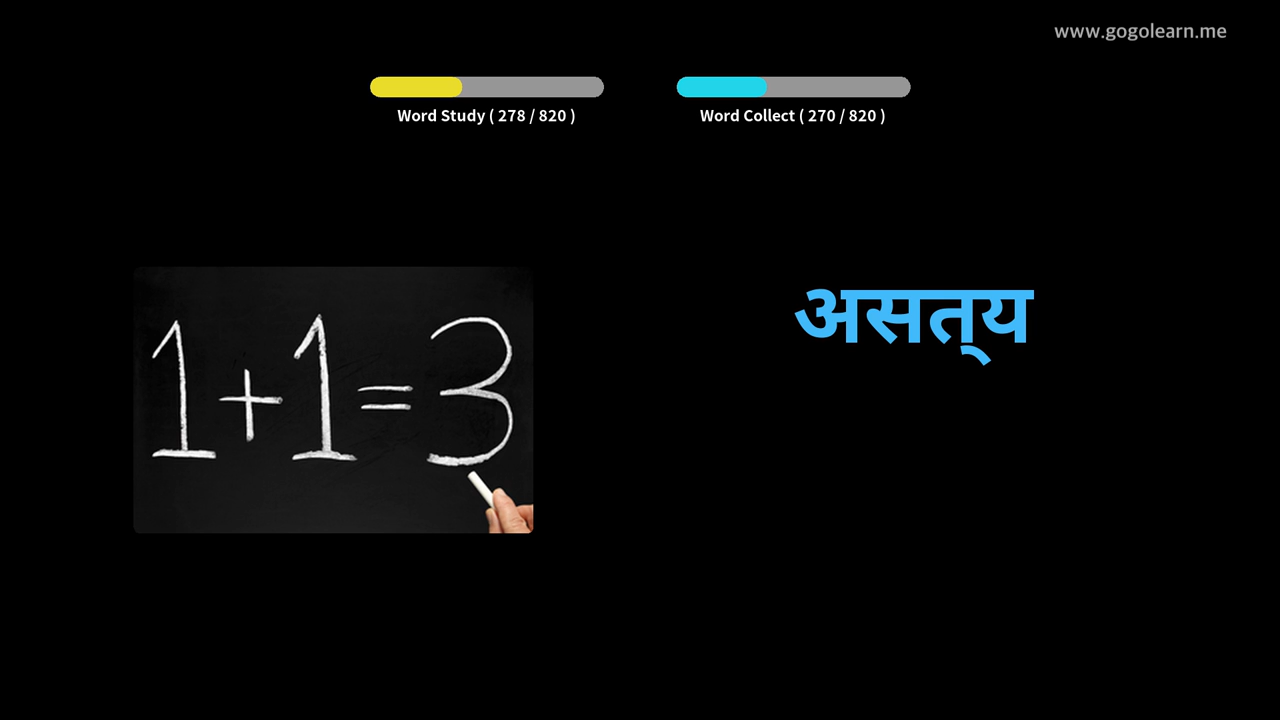 www.gogolearn.me
Word Study ( 278 / 820 )
Word Collect ( 270 / 820 )
असत्‌य
1+1=3